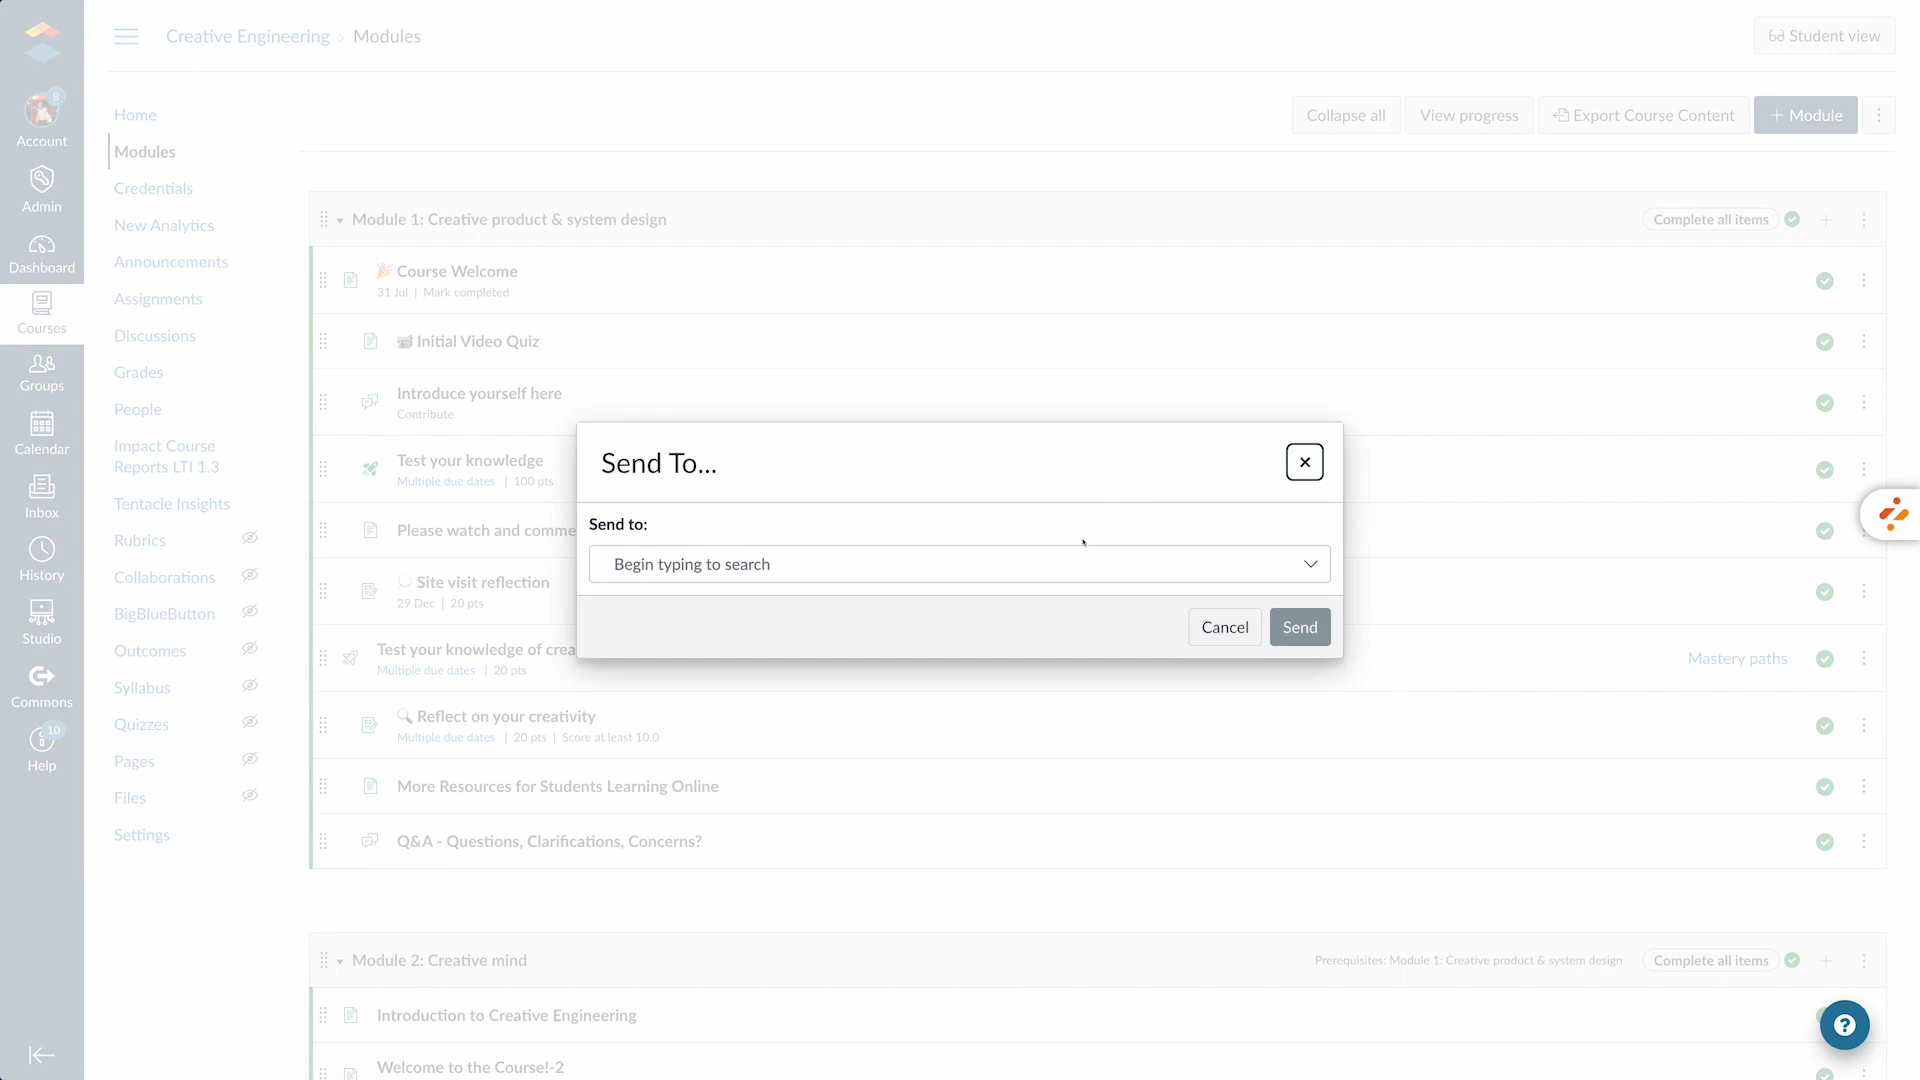 Creative Engineering › Modules
Student view
8
Account
Admin
Dashboard
Courses
Groups
Calendar
Inbox
History
Studio
Commons
10
Help
Home
Modules
Credentials
New Analytics
Announcements
Assignments
Discussions
Grades
People
Impact Course
Reports LTI 1.3
Tentacle Insights
Rubrics
Collaborations
BigBlueButton
Outcomes
Syllabus
Quizzes
Pages
Files
Settings
Collapse all
View progress
Export Course Content
+ Module
Module 1: Creative product & system design
Complete all items
Course Welcome
31 Jul | Mark completed
Initial Video Quiz
Introduce yourself here
Contribute
Test your knowledge
Multiple due dates | 100 pts
Please watch and comme
Site visit reflection
29 Dec | 20 pts
Test your knowledge of crea
Multiple due dates | 20 pts
Mastery paths
Reflect on your creativity
Multiple due dates | 20 pts | Score at least 10.0
More Resources for Students Learning Online
Q&A - Questions, Clarifications, Concerns?
Send To...
Send to:
Begin typing to search
Cancel
Send
Module 2: Creative mind
Prerequisites: Module 1: Creative product & system design
Complete all items
Introduction to Creative Engineering
Welcome to the Course!-2